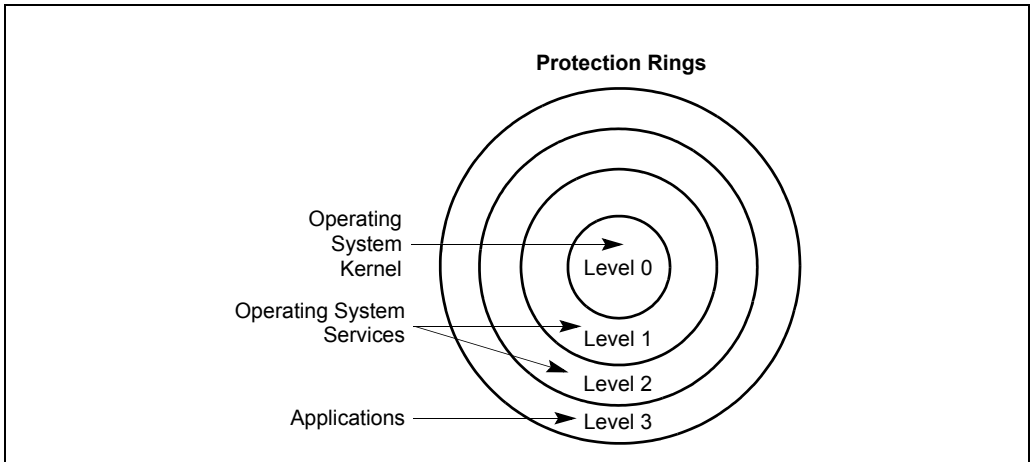 Protection Rings
Operating
System
Kernel
Level 0
Operating System
Services
Level 1
Level 2
Applications
Level 3